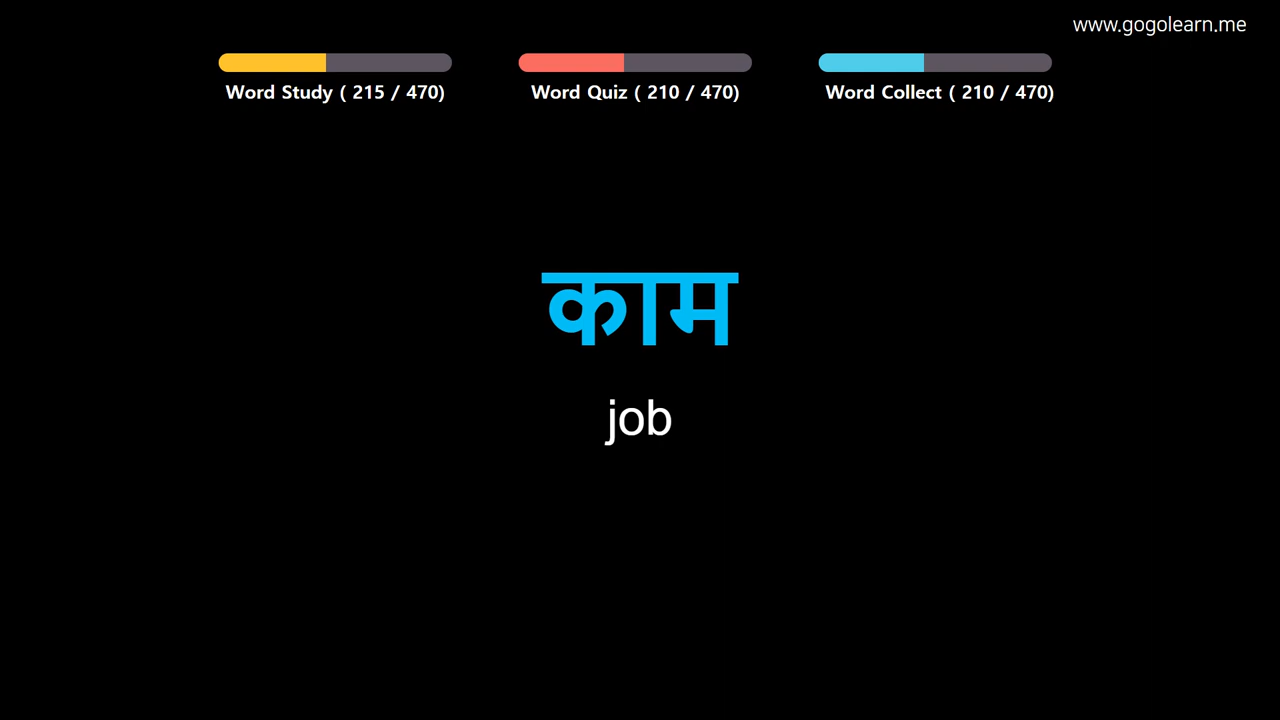 www.gogolearn.me
Word Study ( 215 / 470)
Word Quiz ( 210 / 470)
Word Collect ( 210 / 470)
काम
job